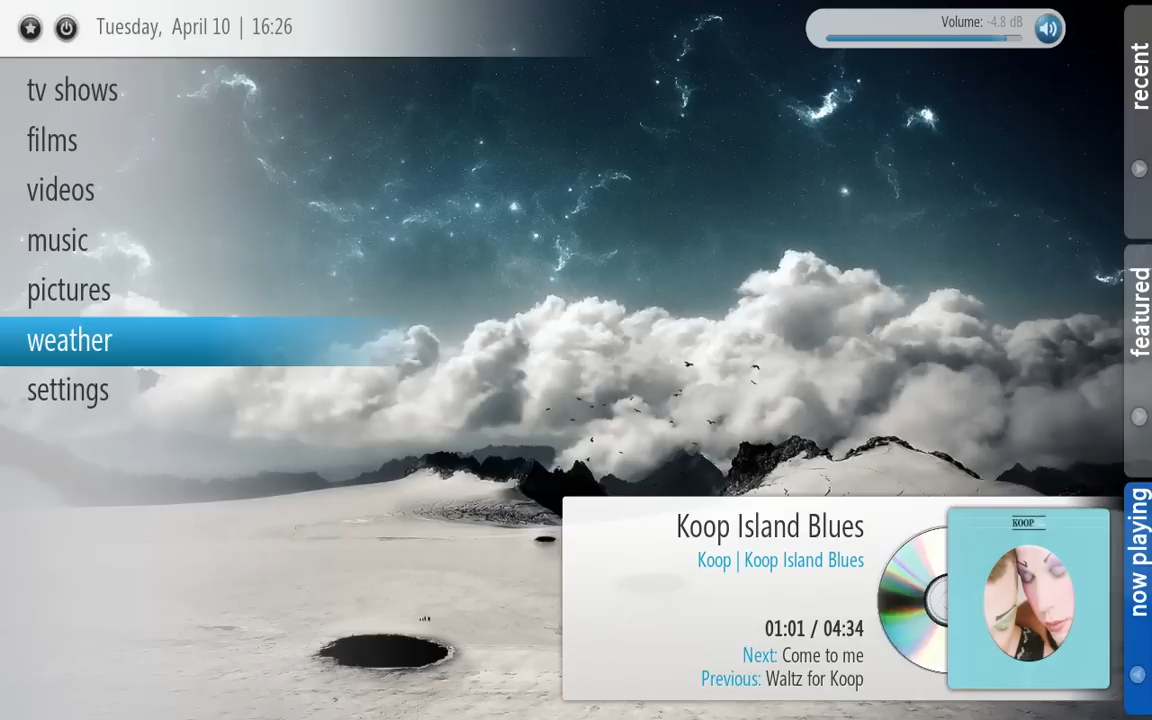 Tuesday, April 10 | 16:26
Volume: -4.8 dB
tv shows
films
videos
music
pictures
weather
settings
recent
featured
now playing
Koop Island Blues
Koop | Koop Island Blues
01:01 / 04:34
Next: Come to me
Previous: Waltz for Koop
KOOP